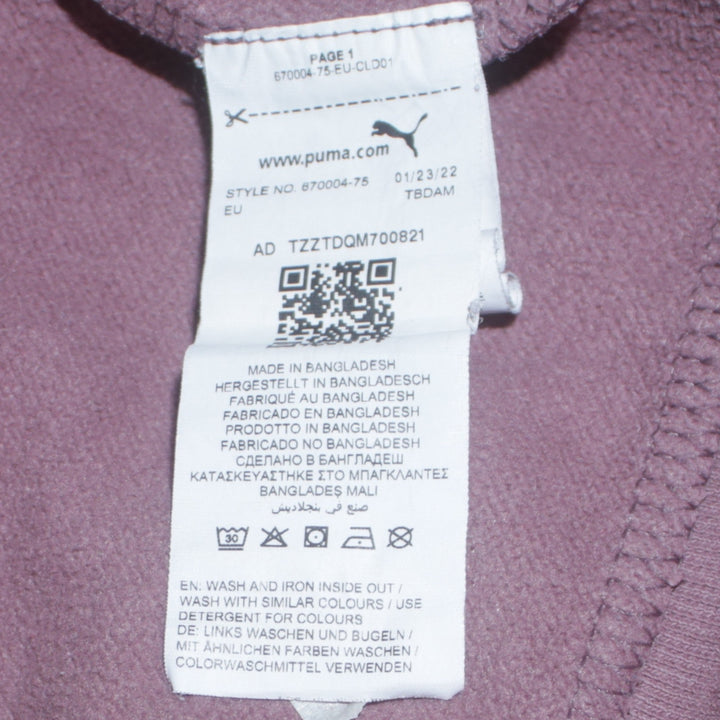 PAGE 1
670004-75-EU-CLD01
www.puma.com
STYLE NO. 670004-75 01/23/22
EU TBDAM
AD TZZTDQM700821
MADE IN BANGLADESH
HERGESTELLT IN BANGLADESCH
FABRIQUÉ AU BANGLADESH
FABRICADO EN BANGLADESH
PRODOTTO IN BANGLADESH
FABRICADO NO BANGLADESH
СДЕЛАНО В БАНГЛАДЕШ
ΚΑΤΑΣΚΕΥΑΣΤΗΚΕ ΣΤΟ ΜΠΑΓΚΛΑΝΤΕΣ
BANGLADEŞ MALI
صنع في بنجلاديش
30
EN: WASH AND IRON INSIDE OUT /
WASH WITH SIMILAR COLOURS / USE
DETERGENT FOR COLOURS
DE: LINKS WASCHEN UND BÜGELN /
MIT ÄHNLICHEN FARBEN WASCHEN /
COLORWASCHMITTEL VERWENDEN